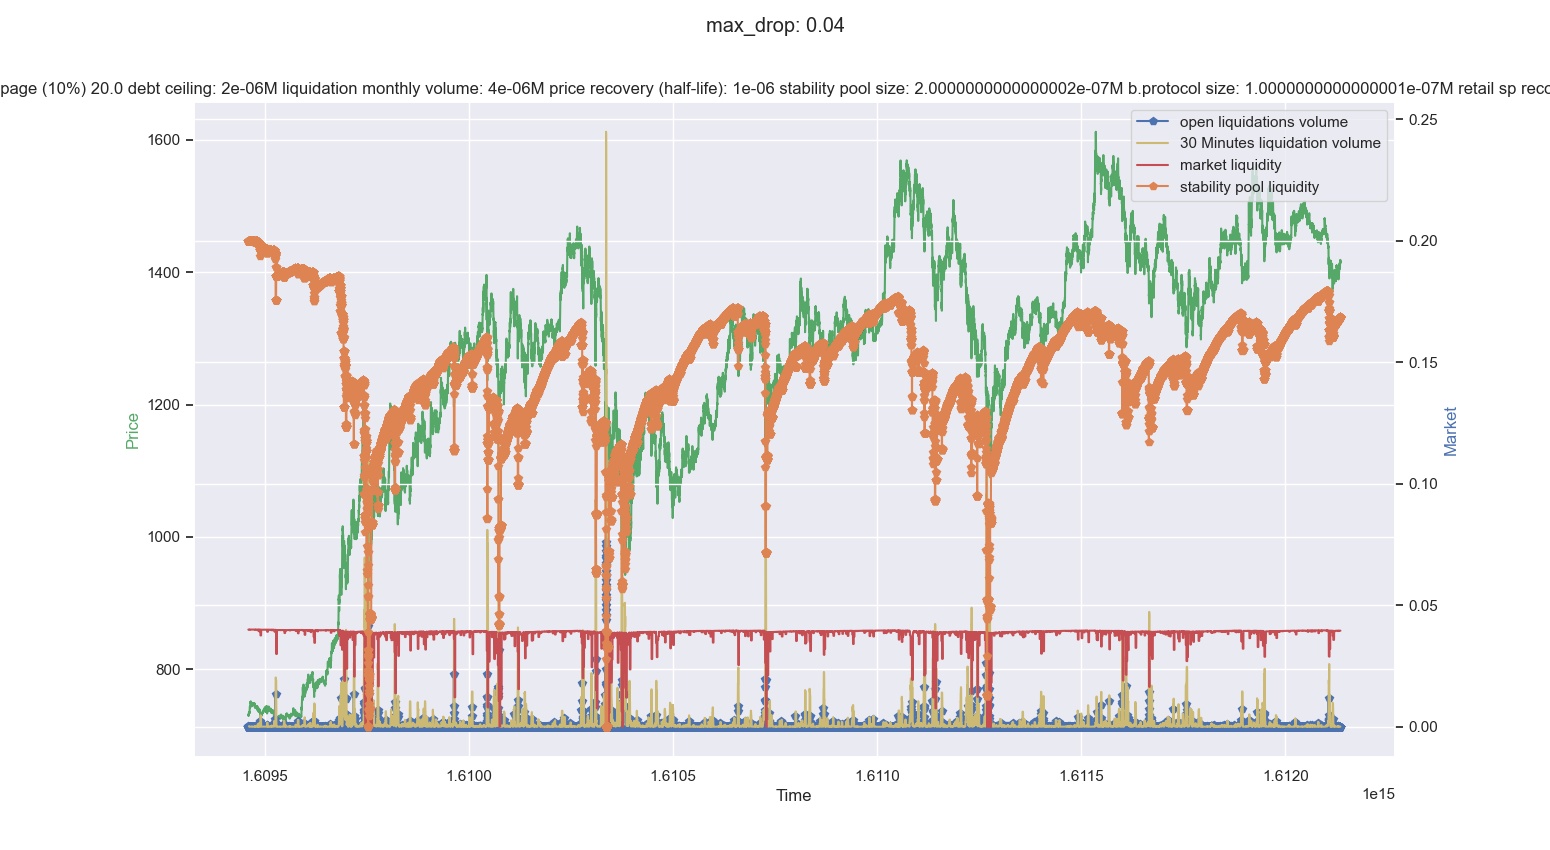 max_drop: 0.04
page (10%) 20.0 debt ceiling: 2e-06M liquidation monthly volume: 4e-06M price recovery (half-life): 1e-06 stability pool size: 2.0000000000000002e-07M b.protocol size: 1.0000000000000001e-07M retail sp reco
open liquidations volume
30 Minutes liquidation volume
market liquidity
stability pool liquidity
1600
1400
1200
1000
800
Price
0.25
0.20
0.15
0.10
0.05
0.00
Market
1.6095 1.6100 1.6105 1.6110 1.6115 1.6120
Time
1e15